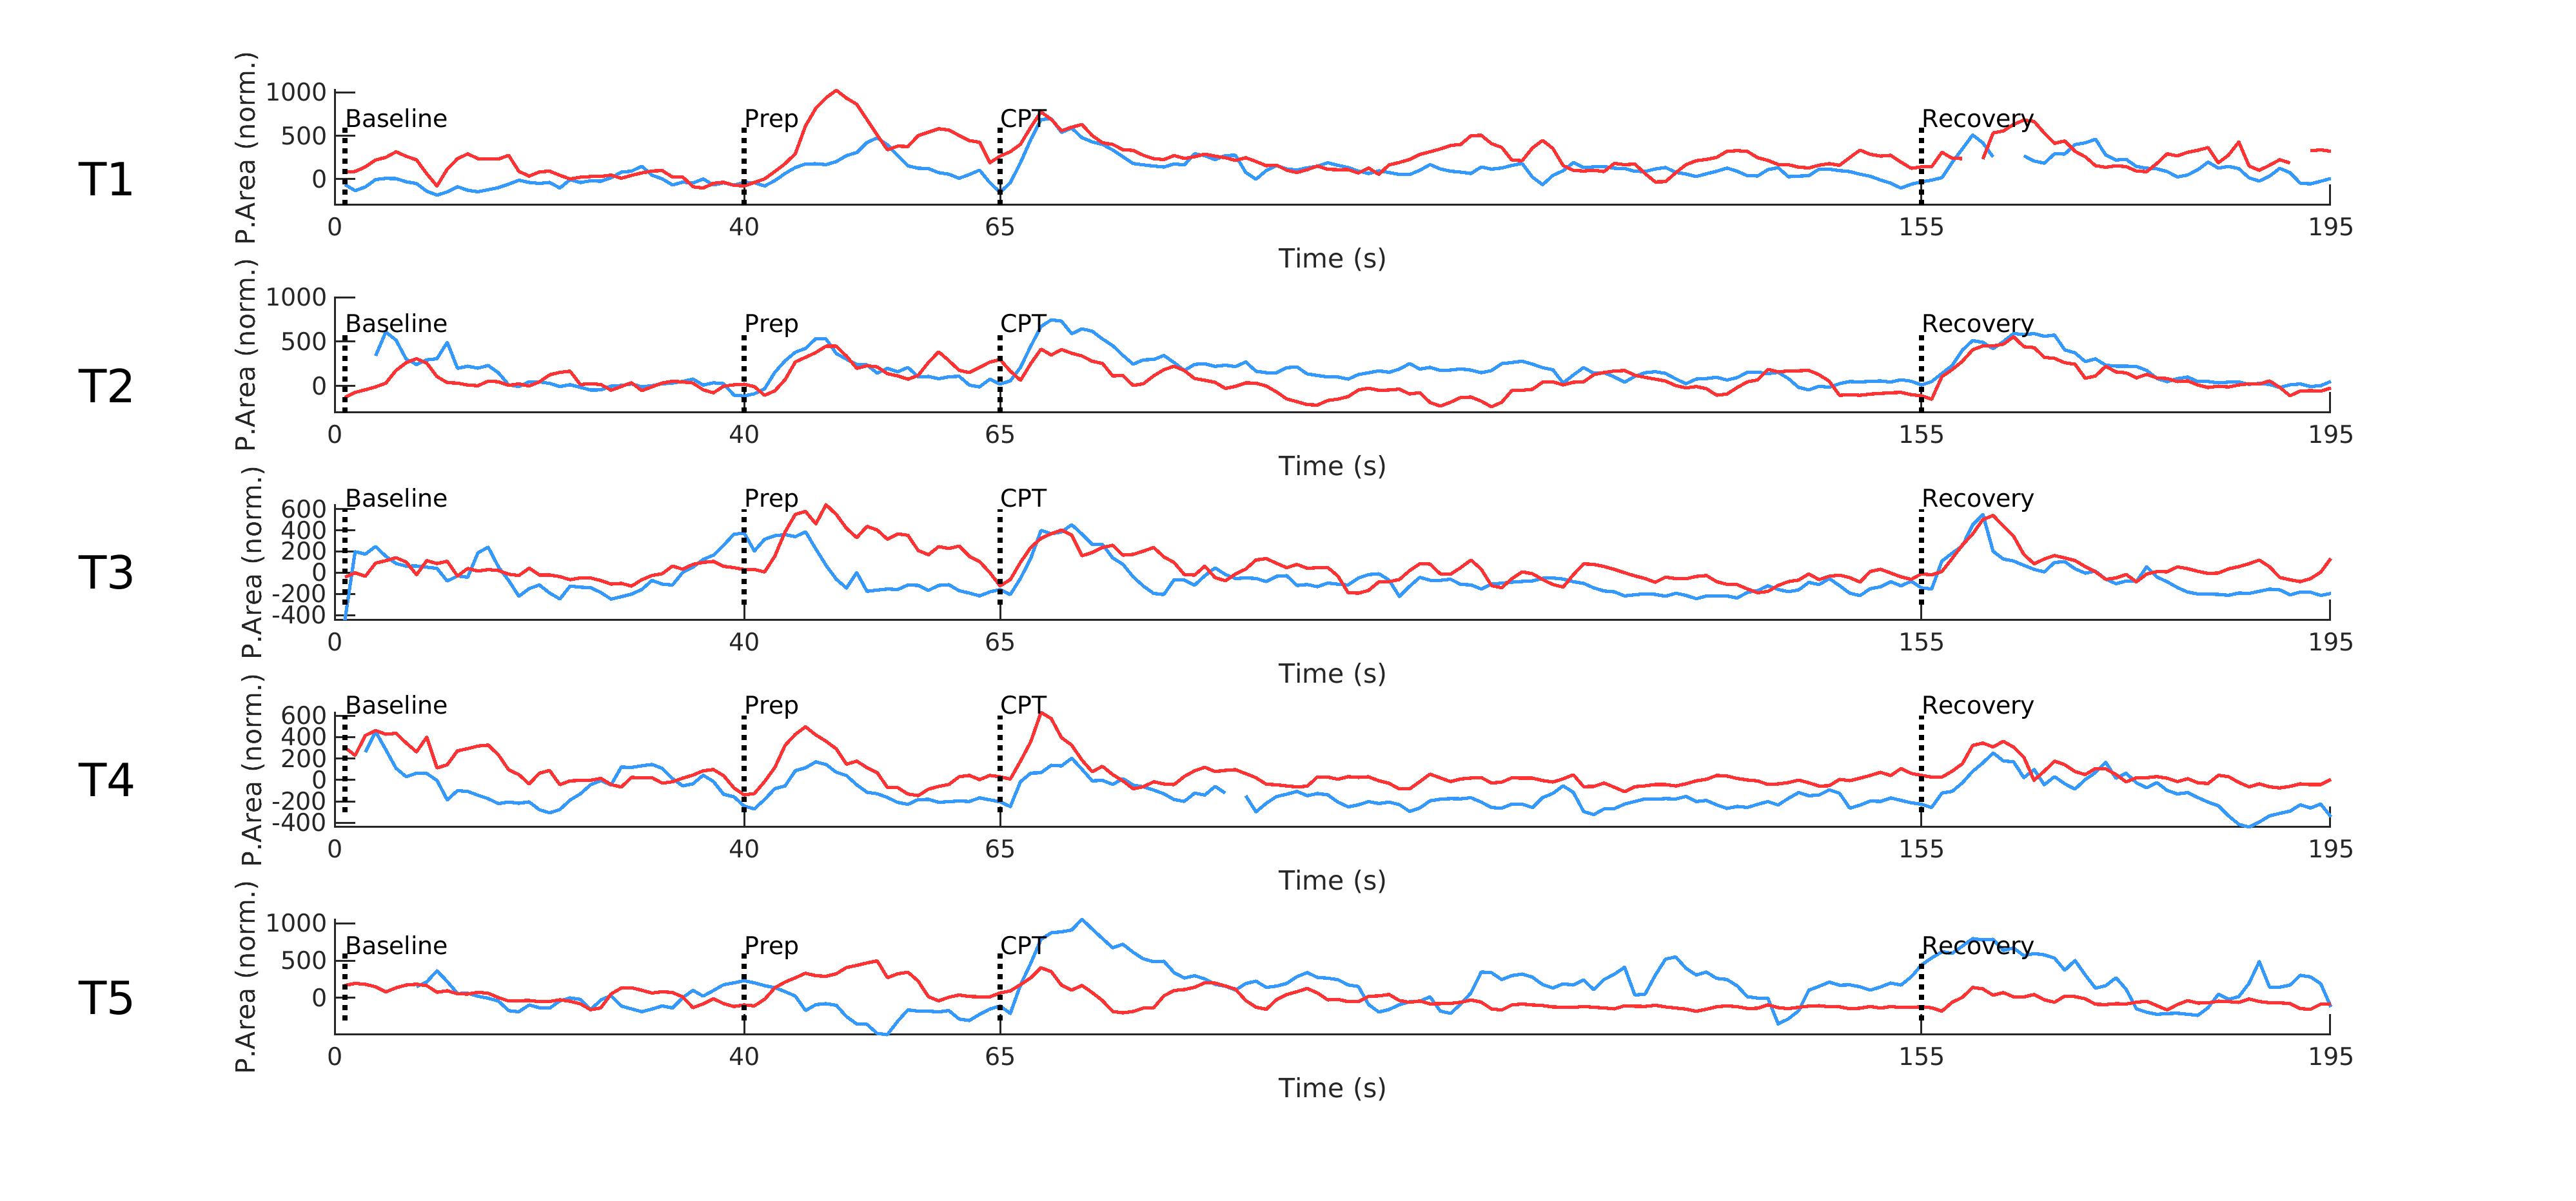 T1
P.Area (norm.)
1000
500
0
Baseline
Prep
CPT
Recovery
0 40 65 155 195
Time (s)
T2
P.Area (norm.)
1000
500
0
Baseline
Prep
CPT
Recovery
0 40 65 155 195
Time (s)
T3
P.Area (norm.)
600
400
200
0
-200
-400
Baseline
Prep
CPT
Recovery
0 40 65 155 195
Time (s)
T4
P.Area (norm.)
600
400
200
0
-200
-400
Baseline
Prep
CPT
Recovery
0 40 65 155 195
Time (s)
T5
P.Area (norm.)
1000
500
0
Baseline
Prep
CPT
Recovery
0 40 65 155 195
Time (s)